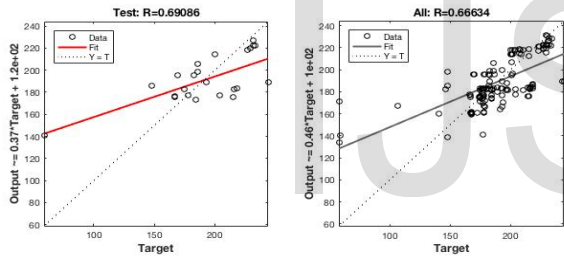 Test: R=0.69086
Output ~= 0.37*Target + 1.2e+02
240
220
200
180
160
140
120
100
80
60
Data
Fit
Y = T
100
150
200
Target
All: R=0.66634
Output ~= 0.46*Target + 1e+02
240
220
200
180
160
140
120
100
80
60
Data
Fit
Y = T
100
150
200
Target
IJS